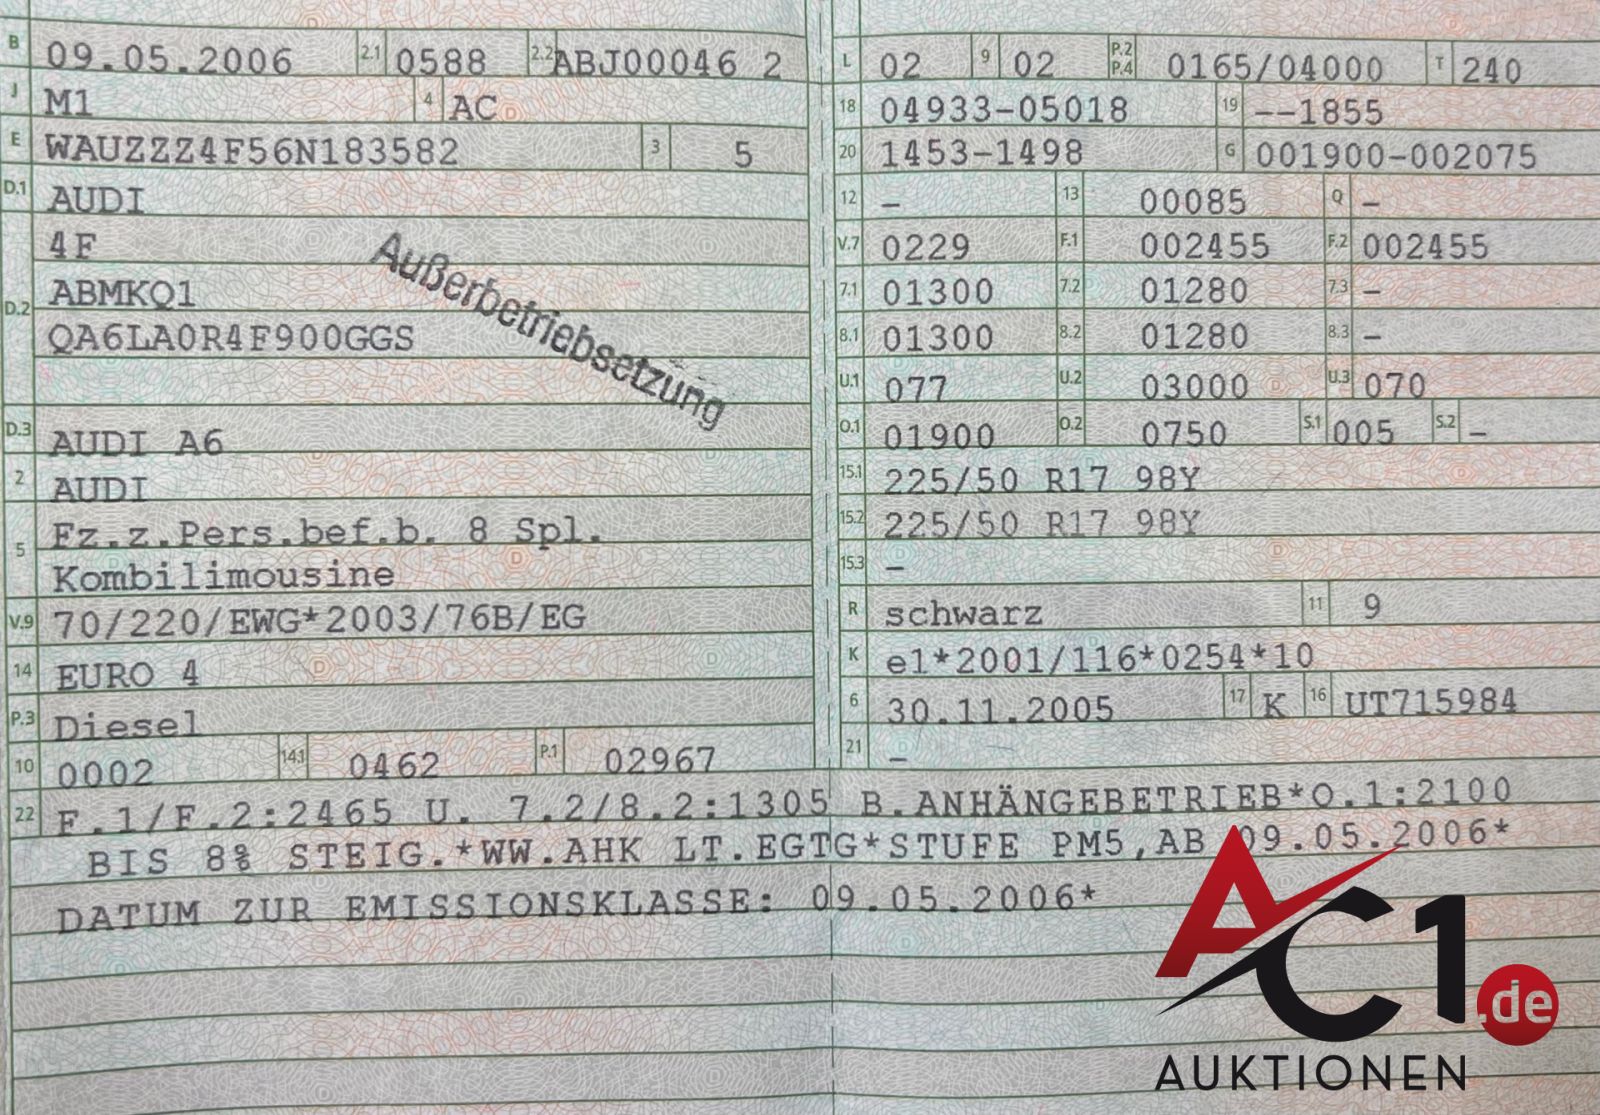 B 09.05.2006 2.1 0588 2.2 ABJ00046 2
J M1 4 AC
E WAUZZZ4F56N183582 3 5
D.1 AUDI
4F
D.2 ABMKQ1
QA6LA0R4F900GGS
Außerbetriebsetzung
D.3 AUDI A6
2 AUDI
5 Fz.z.Pers.bef.b. 8 Spl.
Kombilimousine
V.9 70/220/EWG*2003/76B/EG
14 EURO 4
P.3 Diesel
10 0002 14.1 0462 P.1 02967
L 02 9 02 P.2 P.4 0165/04000 T 240
18 04933-05018 19 --1855
20 1453-1498 G 001900-002075
12 - 13 00085 Q -
V.7 0229 F.1 002455 F.2 002455
7.1 01300 7.2 01280 7.3 -
8.1 01300 8.2 01280 8.3 -
U.1 077 U.2 03000 U.3 070
O.1 01900 O.2 0750 S.1 005 S.2 -
15.1 225/50 R17 98Y
15.2 225/50 R17 98Y
15.3 -
R schwarz 11 9
K e1*2001/116*0254*10
6 30.11.2005 17 K 16 UT715984
21 -
22 F.1/F.2:2465 U. 7.2/8.2:1305 B.ANHÄNGEBETRIEB*O.1:2100
BIS 8% STEIG.*WW.AHK LT.EGTG*STUFE PM5,AB 09.05.2006*
DATUM ZUR EMISSIONSKLASSE: 09.05.2006*
AC1.de
AUKTIONEN